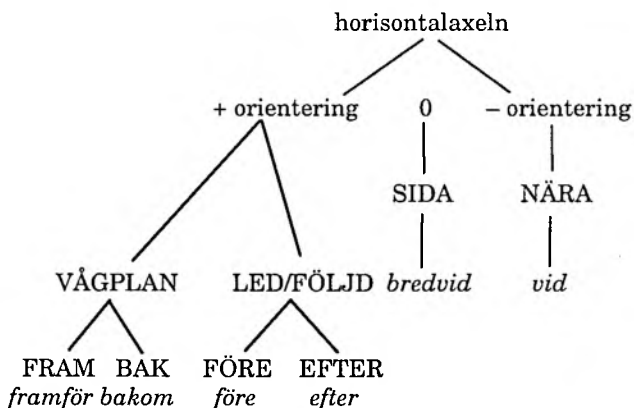 horisontalaxeln
+ orientering 0 – orientering
SIDA NÄRA
VÅGPLAN LED/FÖLJD bredvid vid
FRAM BAK FÖRE EFTER
framför bakom före efter